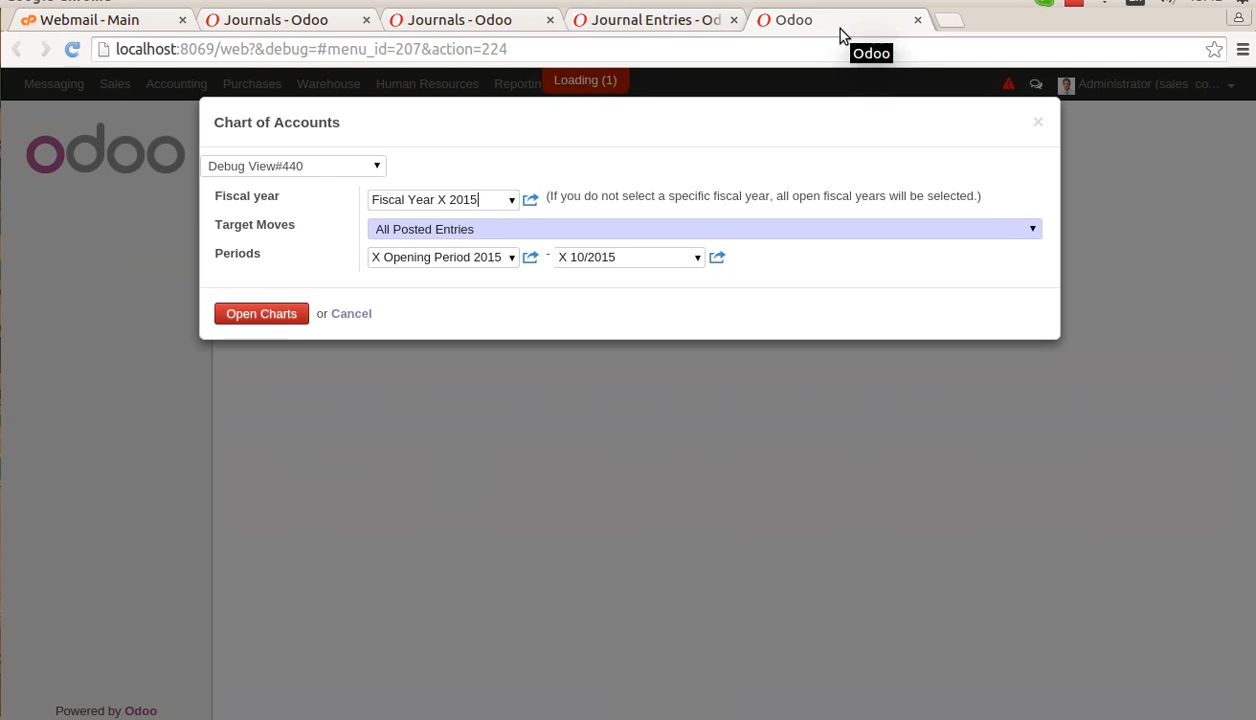 Webmail - Main
Journals - Odoo
Journals - Odoo
Journal Entries - Od
Odoo
localhost:8069/web?&debug=#menu_id=207&action=224
Odoo
Messaging Sales Accounting Purchases Warehouse Human Resources Reportin
Loading (1)
Administrator (sales_co...
odoo
Chart of Accounts
Debug View#440
Fiscal year
Fiscal Year X 2015
(If you do not select a specific fiscal year, all open fiscal years will be selected.)
Target Moves
All Posted Entries
Periods
X Opening Period 2015 - X 10/2015
Open Charts or Cancel
Powered by Odoo